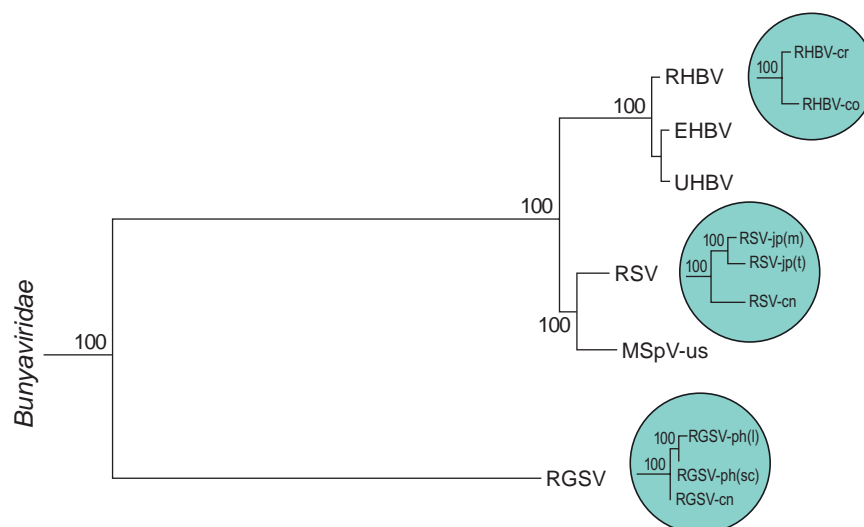 RHBV-cr
100
RHBV
RHBV-co
100
EHBV
UHBV
100
RSV-jp(m)
100
RSV-jp(t)
100
RSV
RSV-cn
100
MSpV-us
Bunyaviridae
100
RGSV-ph(l)
100
100
RGSV
RGSV-ph(sc)
RGSV-cn